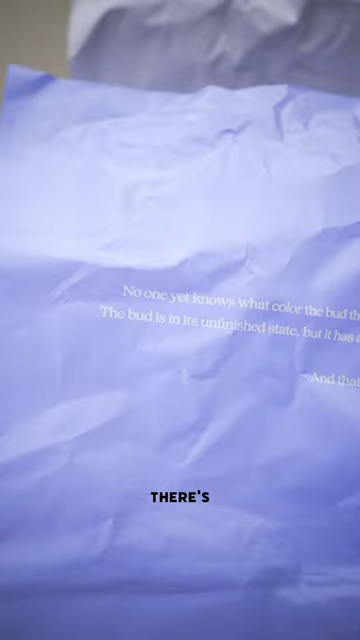 No one yet knows what color the bud
The bud is in its unfinished state, but it has
And that
THERE'S